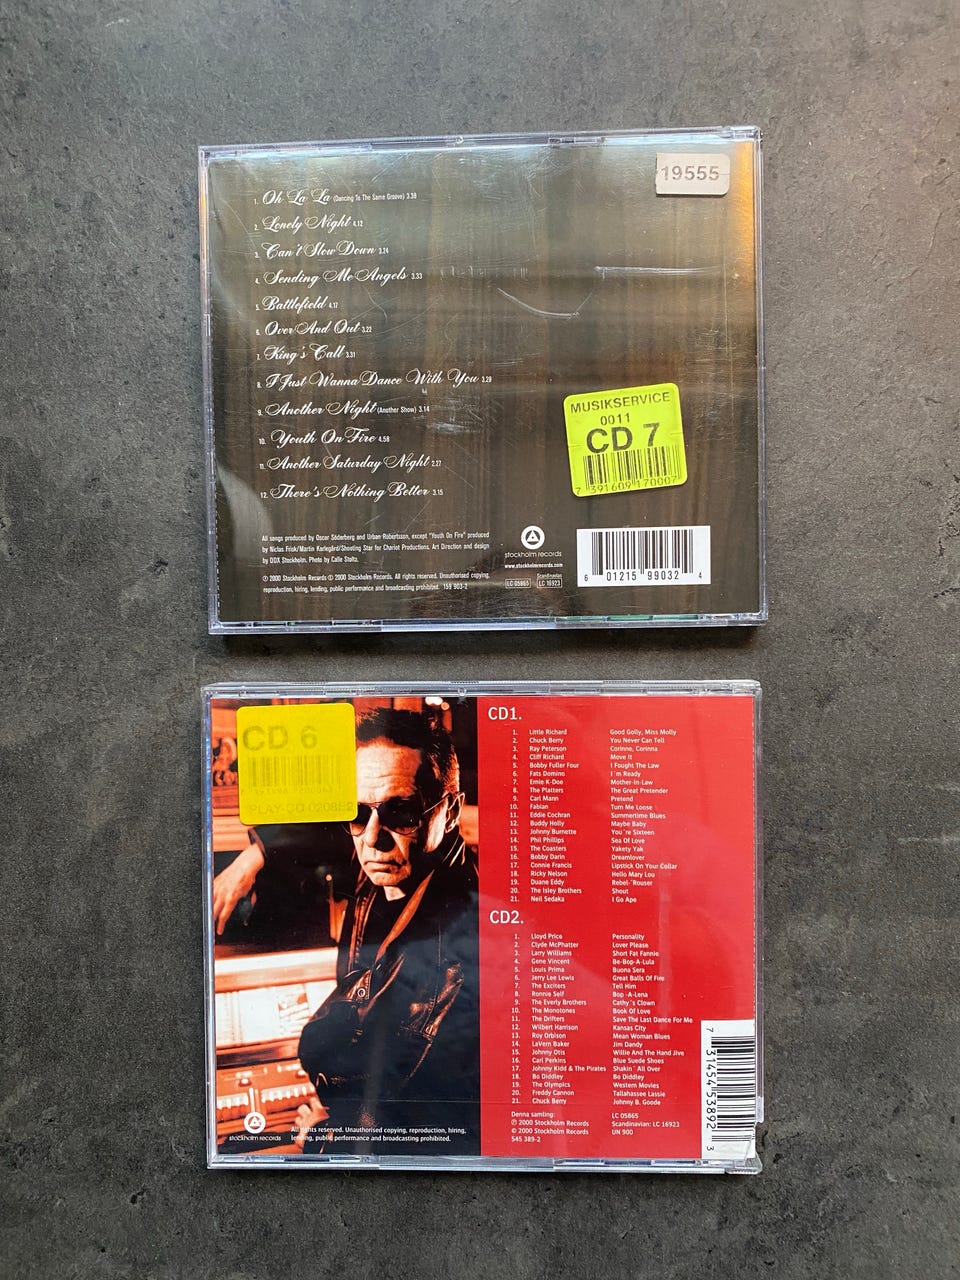 19555
1. Oh La La (Dancing To The Same Groove) 3.39
2. Lonely Night 4.12
3. Can't Slow Down 3.24
4. Sending Me Angels 3.33
5. Battlefield 4.17
6. Over And Out 3.22
7. King's Call 3.31
8. I Just Wanna Dance With You 3.29
9. Another Night (Another Show) 3.14
10. Youth On Fire 4.58
11. Another Saturday Night 2.27
12. There's Nothing Better 3.15
MUSIKSERVICE
0011
CD 7
7 391609 170007
All songs produced by Oscar Söderberg and Urban Robertsson, except "Youth On Fire" produced
by Niclas Frisk/Martin Karlegård/Shooting Star for Chariot Productions. Art Direction and design
by DDX Stockholm. Photo by Calle Stoltz.
℗ 2000 Stockholm Records © 2000 Stockholm Records. All rights reserved. Unauthorised copying,
reproduction, hiring, lending, public performance and broadcasting prohibited. 159 903-2
stockholm records
www.stockholmrecords.com
LC 05865
Scandinavian
LC 16923
6 01215 99032 4
CD 6
CD1.
1. Little Richard Good Golly, Miss Molly
2. Chuck Berry You Never Can Tell
3. Ray Peterson Corinne, Corinna
4. Cliff Richard Move It
5. Bobby Fuller Four I Fought The Law
6. Fats Domino I´m Ready
7. Ernie K-Doe Mother-In-Law
8. The Platters The Great Pretender
9. Carl Mann Pretend
10. Fabian Turn Me Loose
11. Eddie Cochran Summertime Blues
12. Buddy Holly Maybe Baby
13. Johnny Burnette You´re Sixteen
14. Phil Phillips Sea Of Love
15. The Coasters Yakety Yak
16. Bobby Darin Dreamlover
17. Connie Francis Lipstick On Your Collar
18. Ricky Nelson Hello Mary Lou
19. Duane Eddy Rebel-´Rouser
20. The Isley Brothers Shout
21. Neil Sedaka I Go Ape
CD2.
1. Lloyd Price Personality
2. Clyde McPhatter Lover Please
3. Larry Williams Short Fat Fannie
4. Gene Vincent Be-Bop-A-Lula
5. Louis Prima Buona Sera
6. Jerry Lee Lewis Great Balls Of Fire
7. The Exciters Tell Him
8. Ronnie Self Bop -A-Lena
9. The Everly Brothers Cathy´s Clown
10. The Monotones Book Of Love
11. The Drifters Save The Last Dance For Me
12. Wilbert Harrison Kansas City
13. Roy Orbison Mean Woman Blues
14. LaVern Baker Jim Dandy
15. Johnny Otis Willie And The Hand Jive
16. Carl Perkins Blue Suede Shoes
17. Johnny Kidd & The Pirates Shakin´ All Over
18. Bo Diddley Bo Diddley
19. The Olympics Western Movies
20. Freddy Cannon Tallahassee Lassie
21. Chuck Berry Johnny B. Goode
Denna samling:
℗ 2000 Stockholm Records
© 2000 Stockholm Records
545 389-2
LC 05865
Scandinavian: LC 16923
UN 900
7 31454 53892 3
stockholm records
All rights reserved. Unauthorised copying, reproduction, hiring,
lending, public performance and broadcasting prohibited.